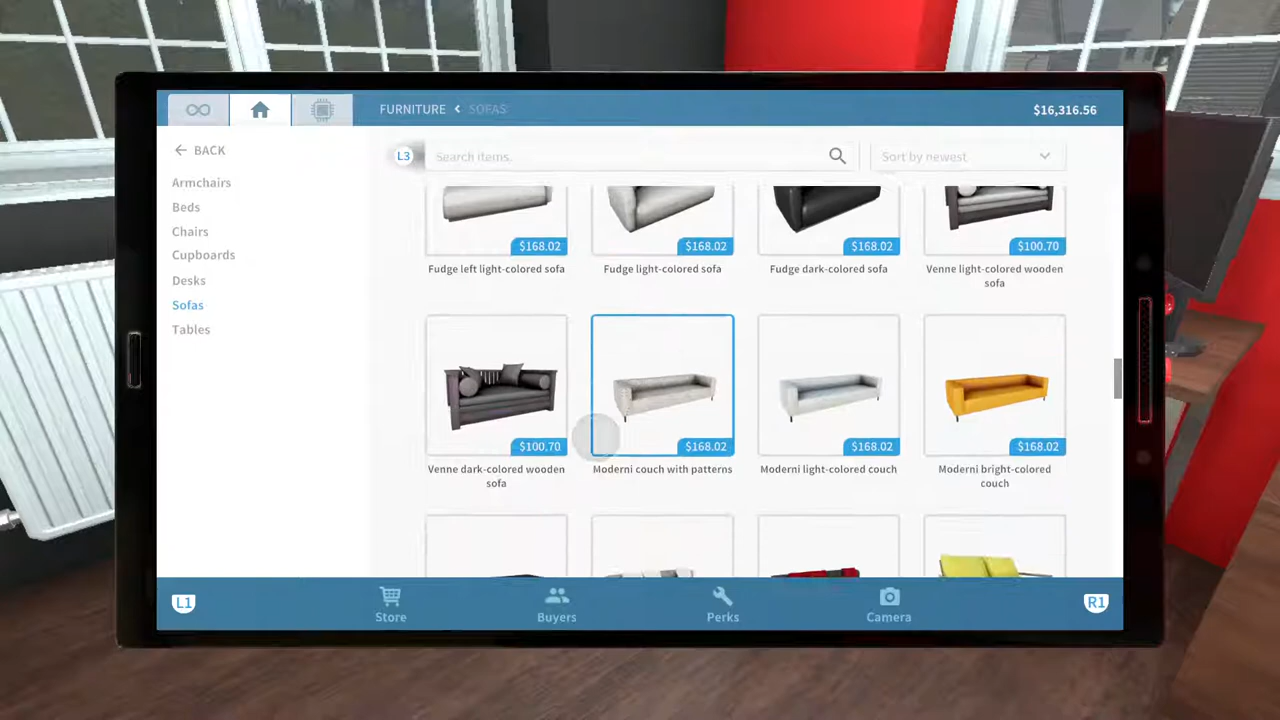 FURNITURE < SOFAS
$16,316.56
BACK
L3
Search items.
Sort by newest
Armchairs
Beds
Chairs
Cupboards
Desks
Sofas
Tables
$168.02
$168.02
$168.02
$100.70
Fudge left light-colored sofa
Fudge light-colored sofa
Fudge dark-colored sofa
Venne light-colored wooden
sofa
$100.70
$168.02
$168.02
$168.02
Venne dark-colored wooden
sofa
Moderni couch with patterns
Moderni light-colored couch
Moderni bright-colored
couch
L1
Store
Buyers
Perks
Camera
R1